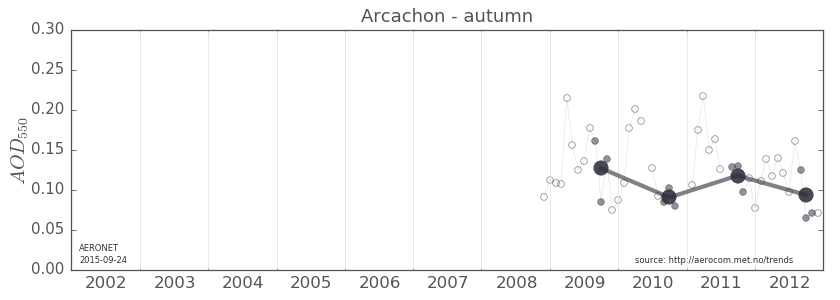 Arcachon - autumn
0.30
0.25
0.20
0.15
0.10
0.05
0.00
AOD550
AERONET
2015-09-24
source: http://aerocom.met.no/trends
2002 2003 2004 2005 2006 2007 2008 2009 2010 2011 2012